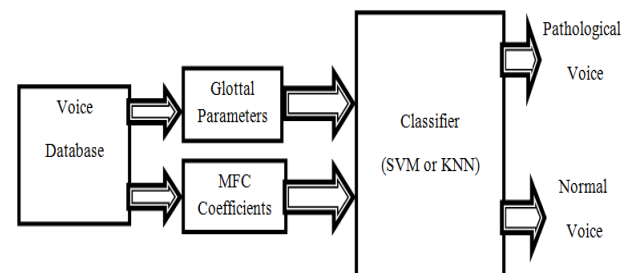 Voice
Database
Glottal
Parameters
MFC
Coefficients
Classifier
(SVM or KNN)
Pathological
Voice
Normal
Voice